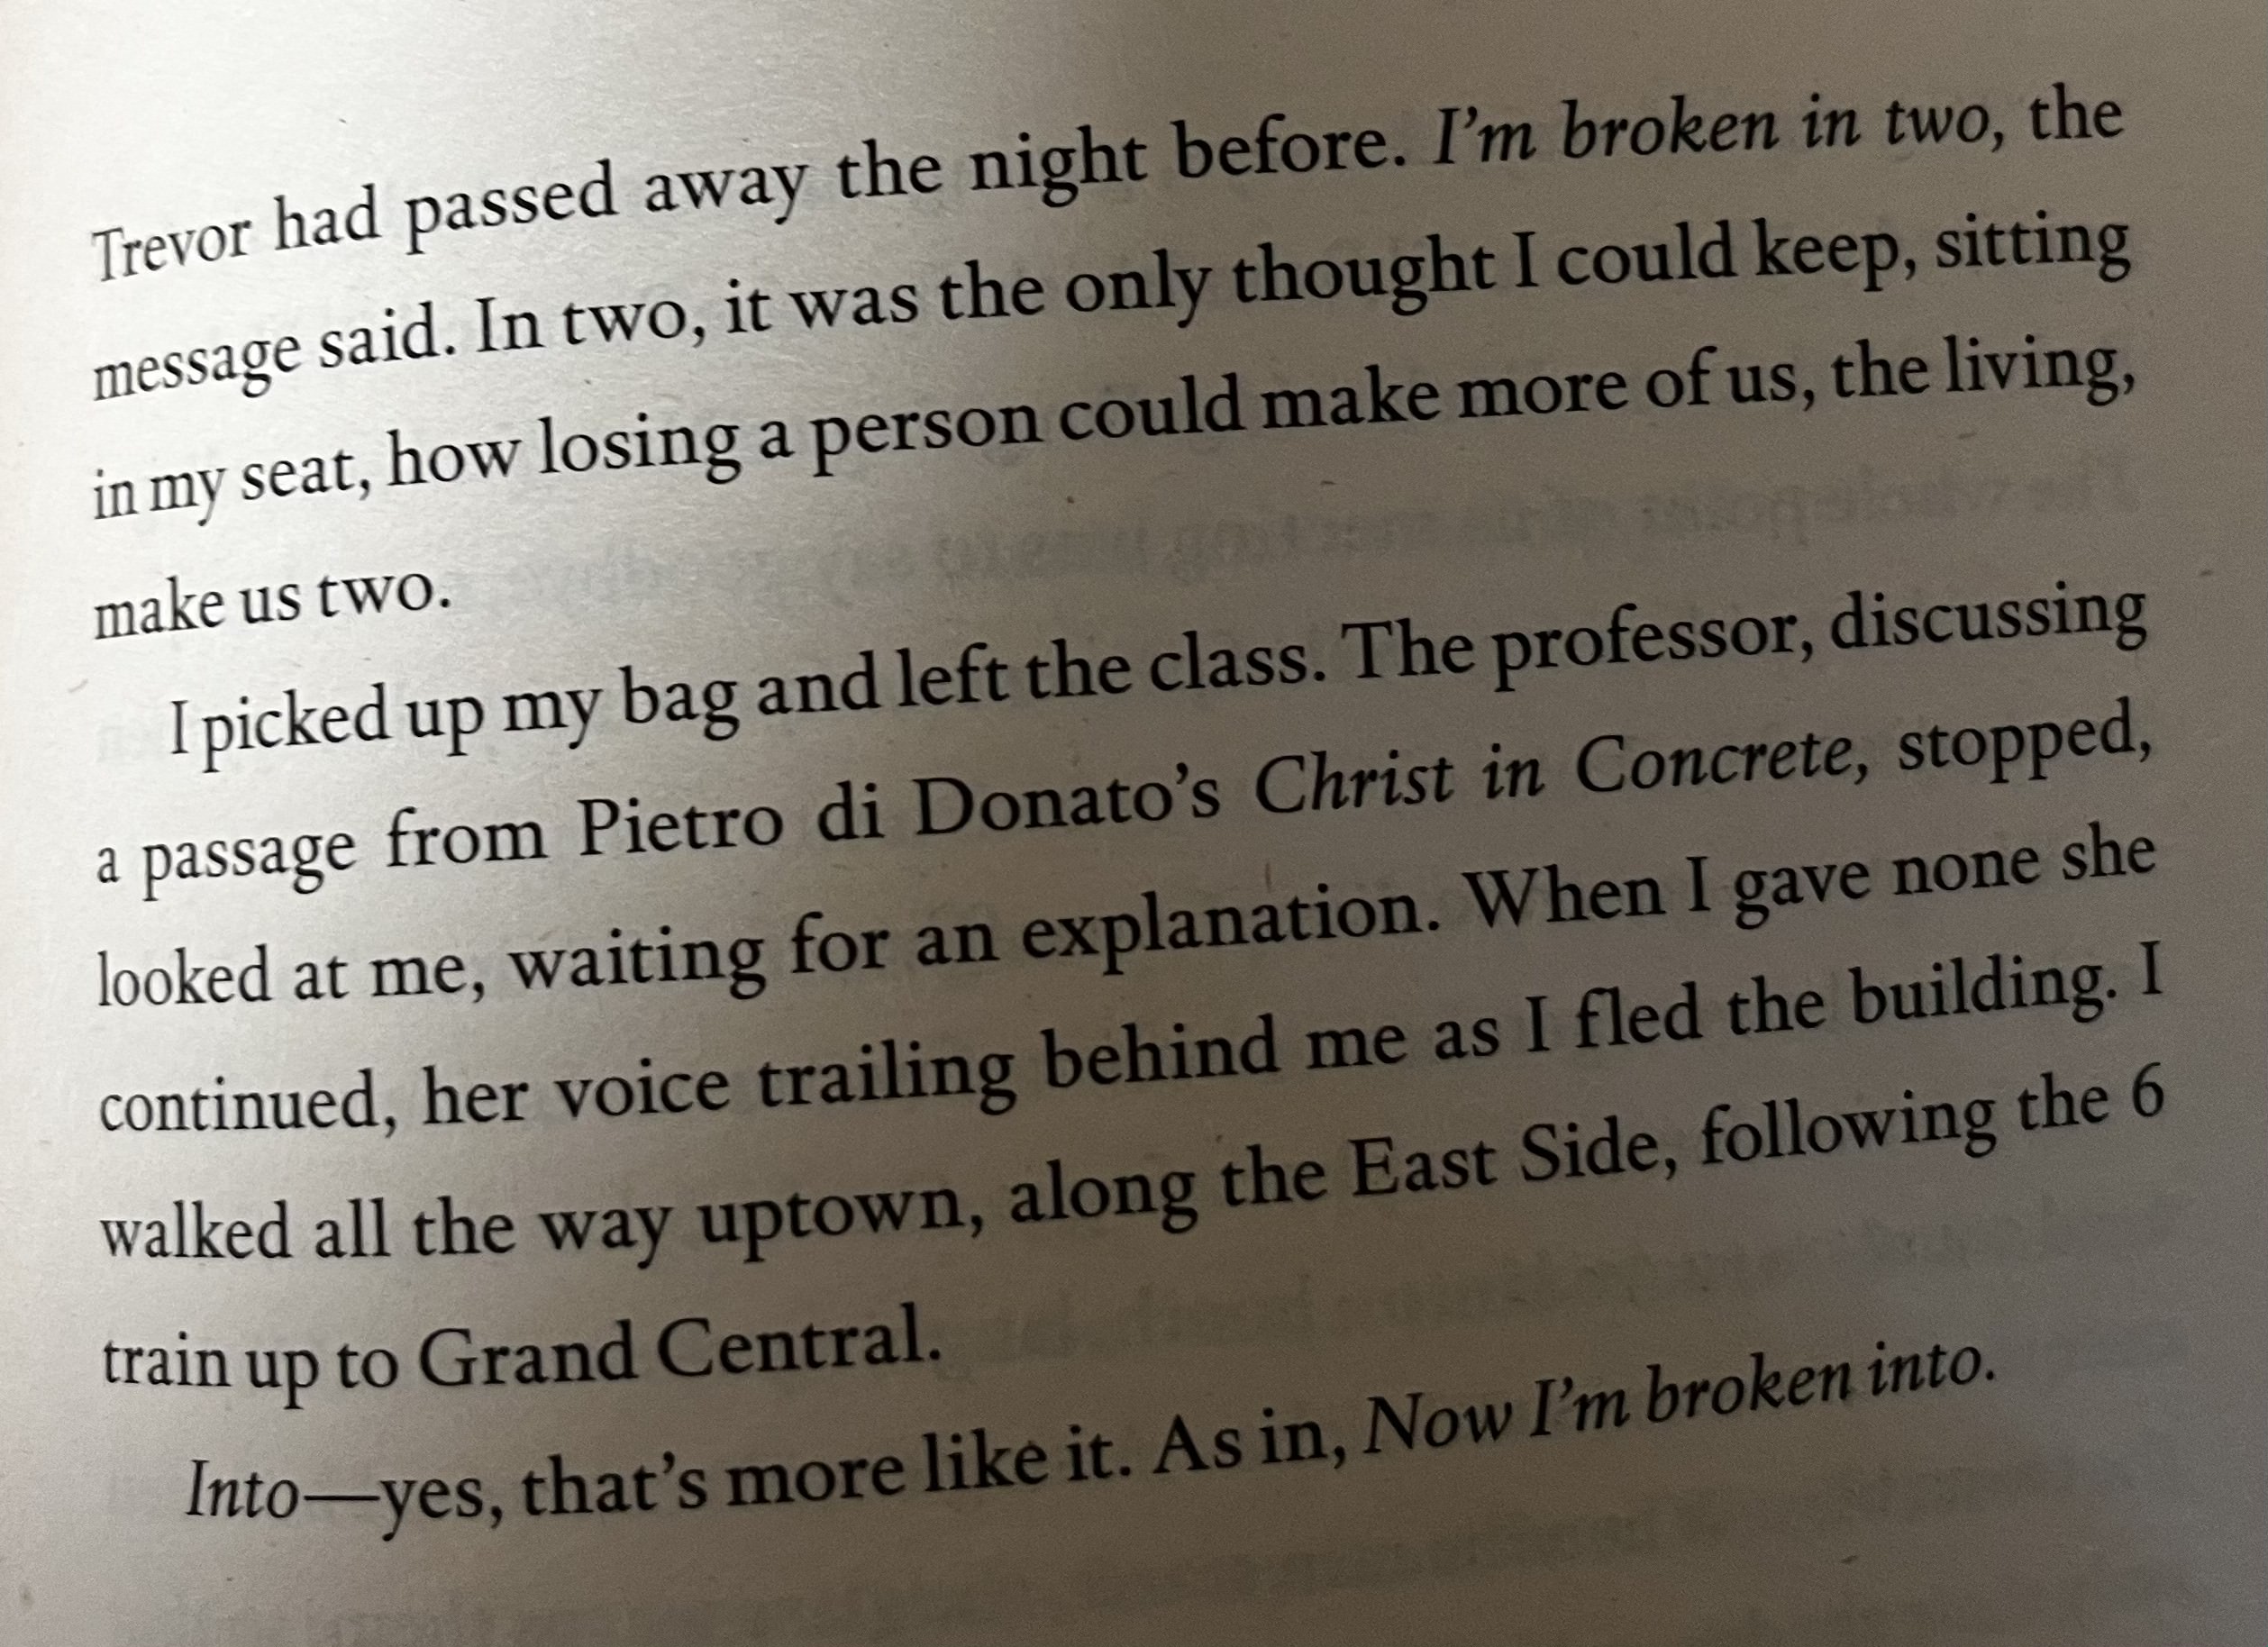 Trevor had passed away the night before. I’m broken in two, the
message said. In two, it was the only thought I could keep, sitting
in my seat, how losing a person could make more of us, the living,
make us two.
I picked up my bag and left the class. The professor, discussing
a passage from Pietro di Donato’s Christ in Concrete, stopped,
looked at me, waiting for an explanation. When I gave none she
continued, her voice trailing behind me as I fled the building. I
walked all the way uptown, along the East Side, following the 6
train up to Grand Central.
Into—yes, that’s more like it. As in, Now I’m broken into.